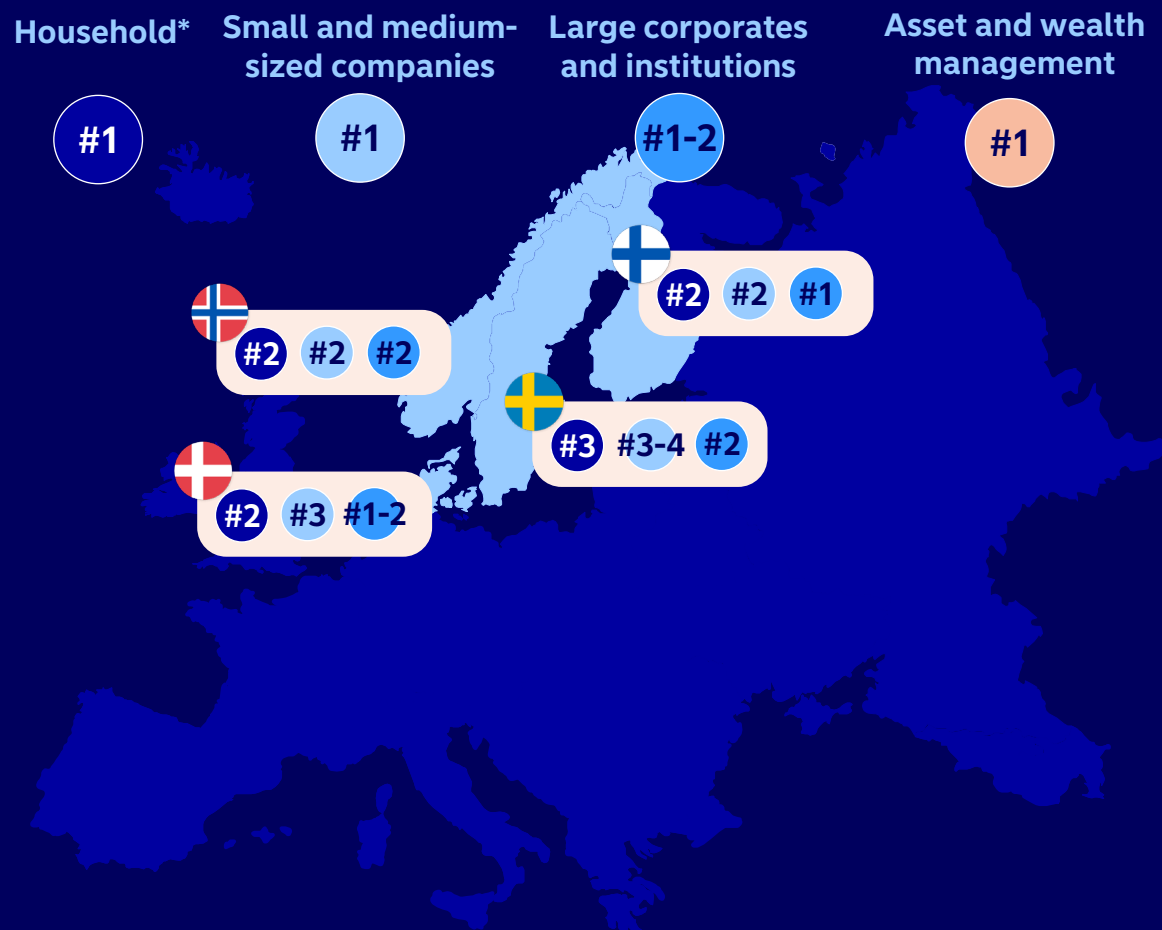 Household*
Small and medium-
sized companies
Large corporates
and institutions
Asset and wealth
management
#1
#1
#1-2
#1
#2 #2 #1
#2 #2 #2
#3 #3-4 #2
#2 #3 #1-2